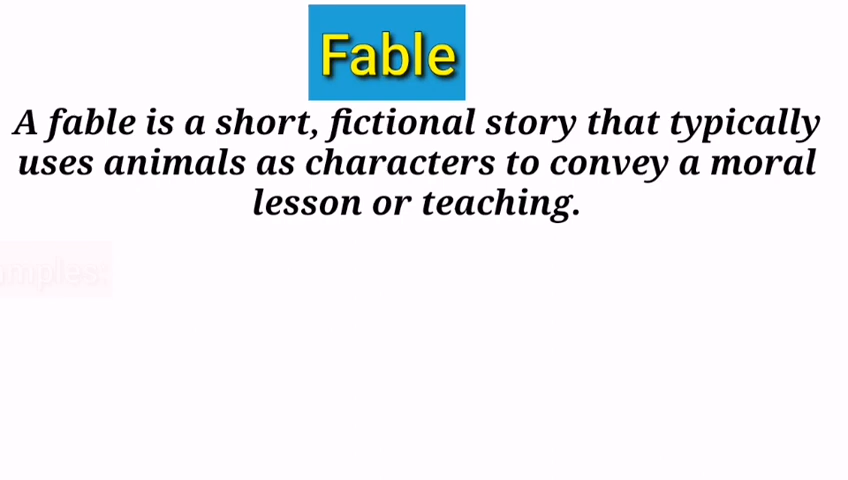 Fable
A fable is a short, fictional story that typically
uses animals as characters to convey a moral
lesson or teaching.